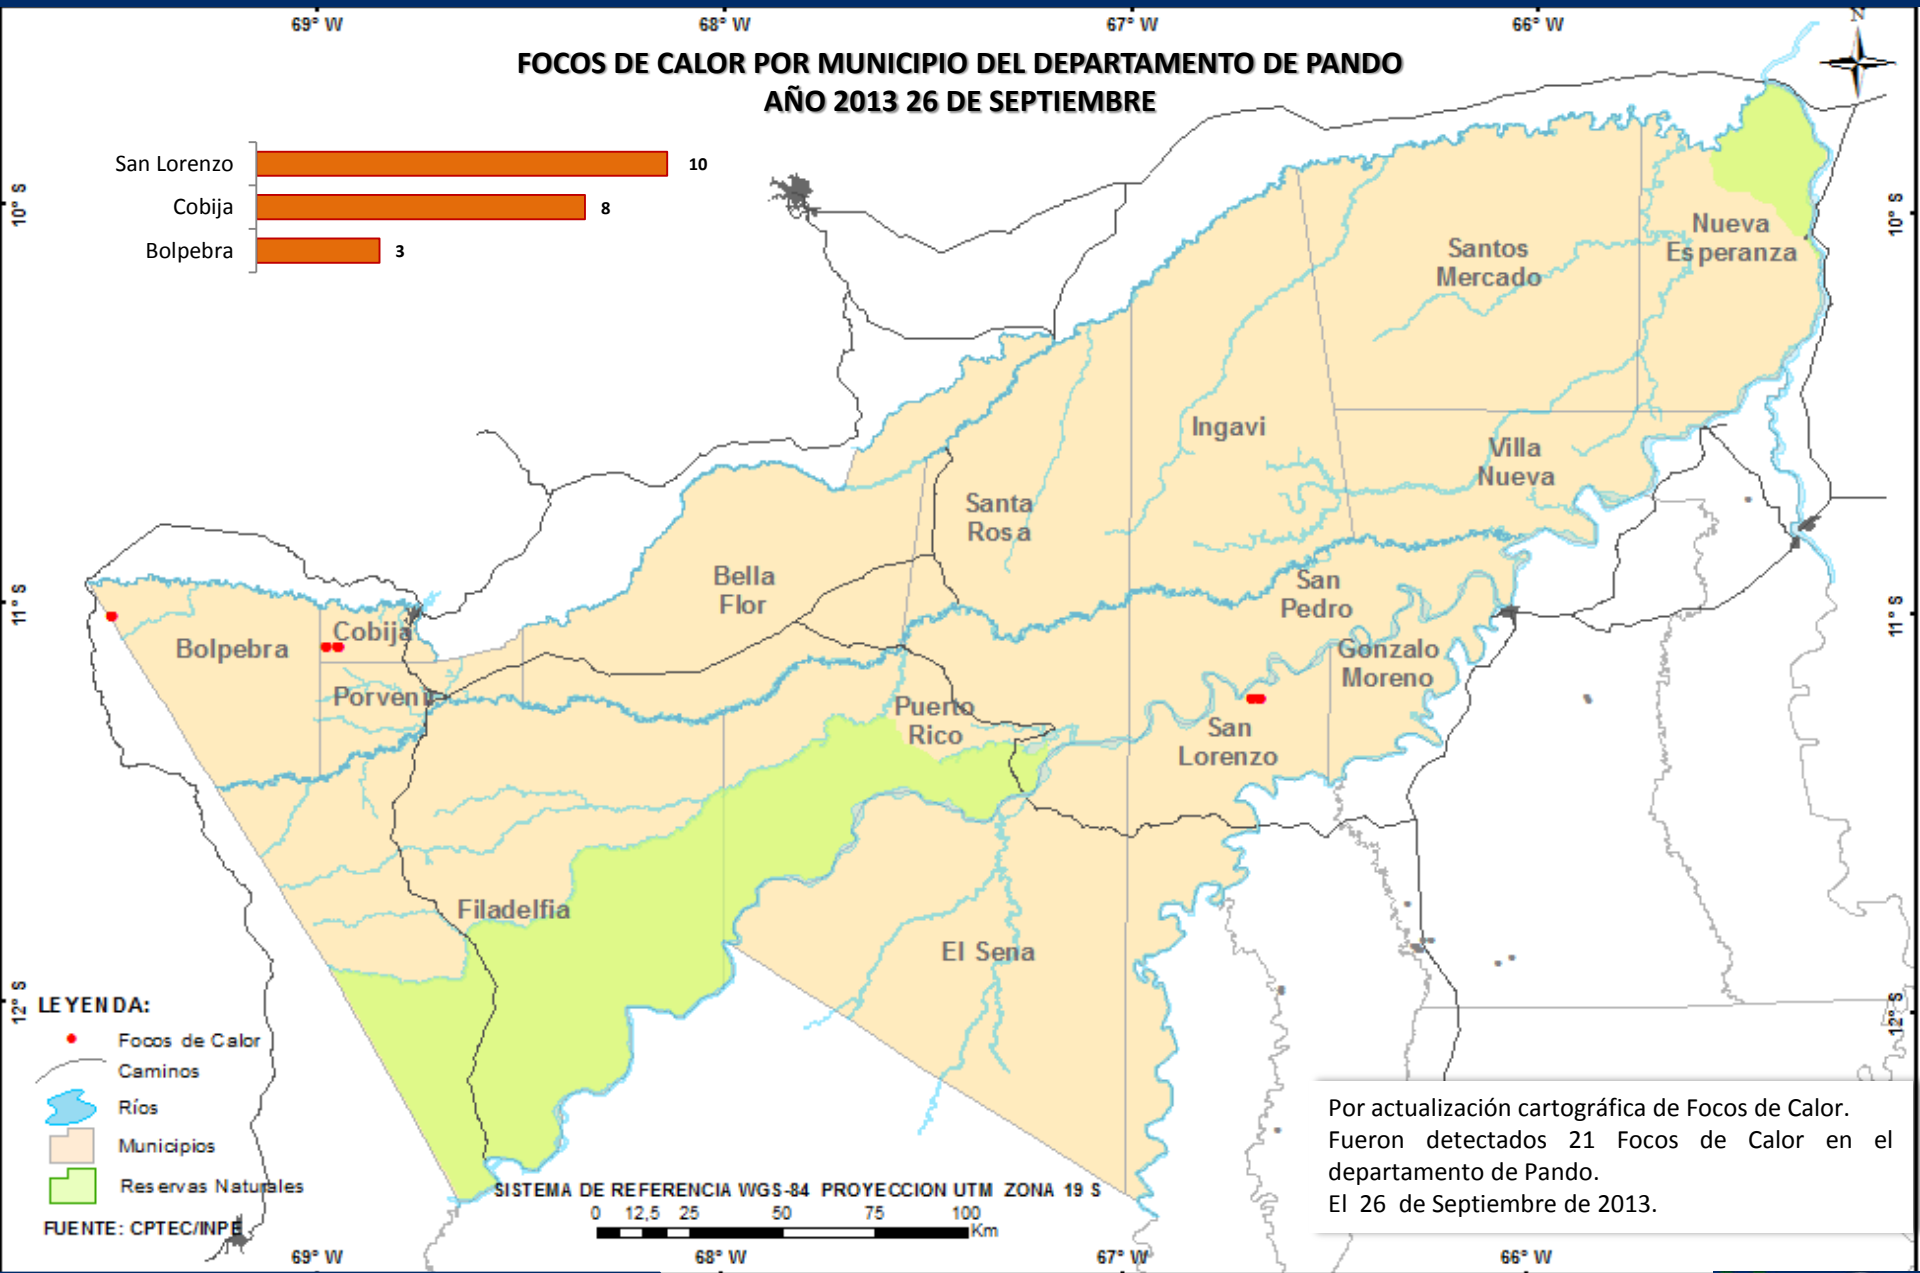 69° W
68° W
67° W
66° W
N
FOCOS DE CALOR POR MUNICIPIO DEL DEPARTAMENTO DE PANDO
AÑO 2013 26 DE SEPTIEMBRE
San Lorenzo
10
Cobija
8
Bolpebra
3
10° S
10° S
Nueva
Esperanza
Santos
Mercado
Ingavi
Villa
Nueva
Santa
Rosa
Bella
Flor
San
Pedro
11° S
11° S
Cobija
Bolpebra
Gonzalo
Moreno
Porvenir
Puerto
Rico
San
Lorenzo
Filadelfia
El Sena
12° S
12° S
LEYENDA:
Focos de Calor
Caminos
Ríos
Municipios
Reservas Naturales
FUENTE: CPTEC/INPE
SISTEMA DE REFERENCIA WGS-84 PROYECCION UTM ZONA 19 S
0 12,5 25 50 75 100
Km
Por actualización cartográfica de Focos de Calor.
Fueron detectados 21 Focos de Calor en el
departamento de Pando.
El 26 de Septiembre de 2013.
69° W
68° W
67° W
66° W